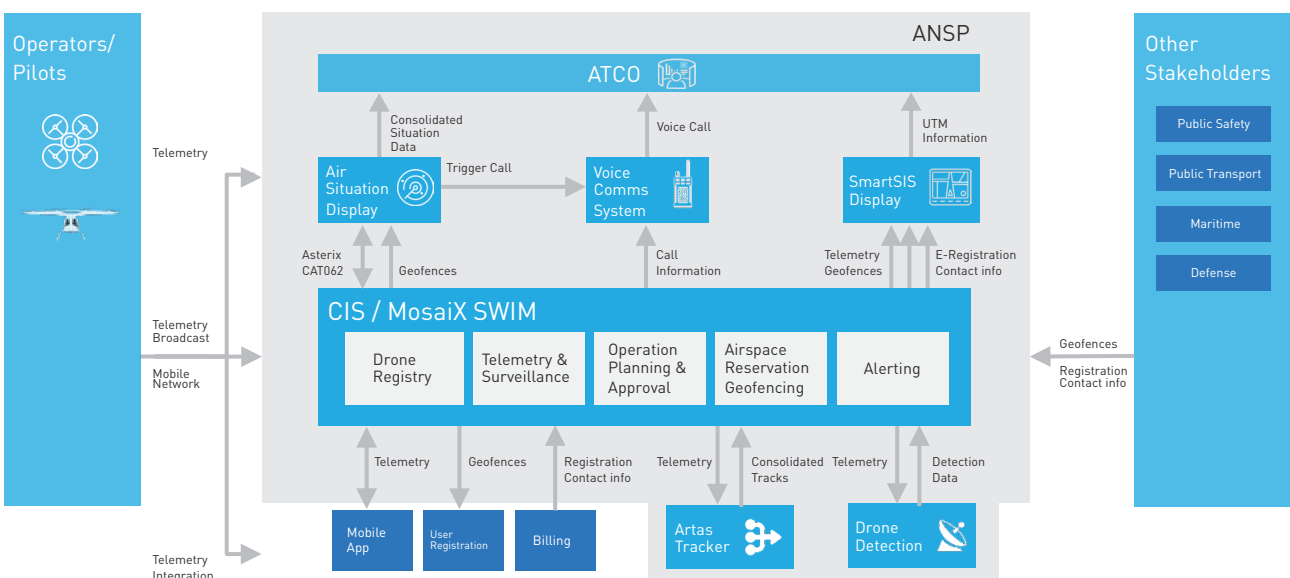 Operators/
Pilots
Telemetry
Telemetry
Broadcast
Mobile
Network
Telemetry
Integration
ANSP
ATCO
Consolidated
Situation
Data
Voice Call
UTM
Information
Air
Situation
Display
Trigger Call
Voice
Comms
System
SmartSIS
Display
Asterix
CAT062
Geofences
Call
Information
Telemetry
Geofences
E-Registration
Contact info
CIS / MosaiX SWIM
Drone
Registry
Telemetry &
Surveillance
Operation
Planning &
Approval
Airspace
Reservation
Geofencing
Alerting
Telemetry
Geofences
Registration
Contact info
Telemetry
Consolidated
Tracks
Telemetry
Detection
Data
Mobile
App
User
Registration
Billing
Artas
Tracker
Drone
Detection
Other
Stakeholders
Public Safety
Public Transport
Maritime
Defense
Geofences
Registration
Contact info